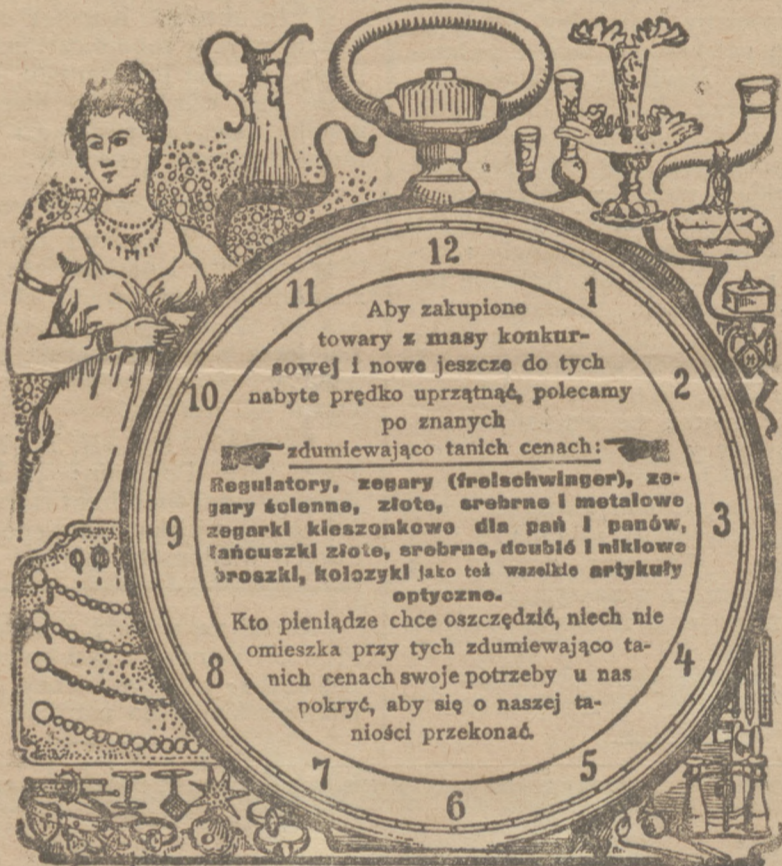 12
11
1
Aby zakupione
towary z masy konkur-
sowej i nowe jeszcze do tych
10
2
nabyte prędko uprzątnąć, polecamy
po znanych
zdumiewająco tanich cenach:
Regulatory, zegary (freischwinger), ze-
gary ścienne, złote, srebrne i metalowe
9
3
zegarki kieszonkowe dla pań i panów,
łańcuszki złote, srebrne, doublé i niklowe
broszki, kolczyki jako też wszelkie artykuły
optyczne.
Kto pieniądze chce oszczędzić, niech nie
omieszka przy tych zdumiewająco ta-
8
4
nich cenach swoje potrzeby u nas
pokryć, aby się o naszej ta-
niości przekonać.
7
5
6